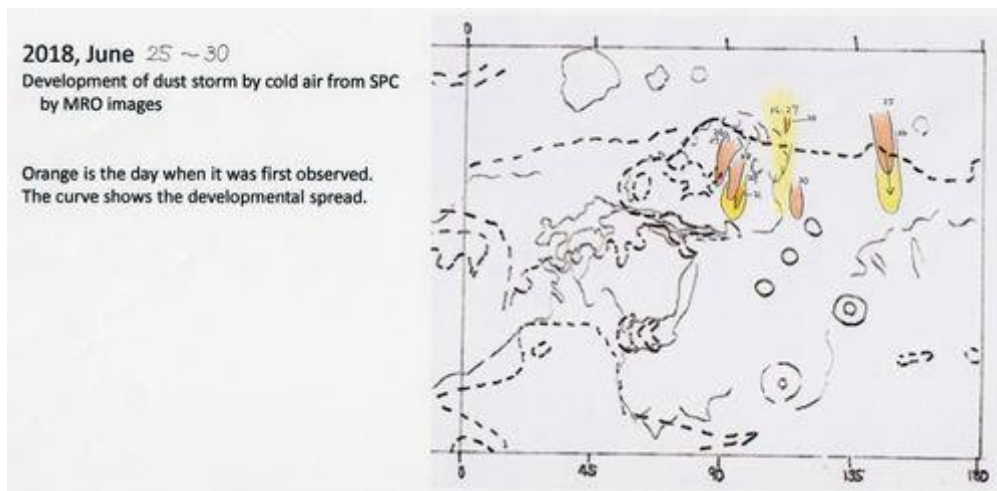 2018, June 25 ~ 30
Development of dust storm by cold air from SPC
by MRO images
Orange is the day when it was first observed.
The curve shows the developmental spread.
0
27
30
0
45
90
135
180